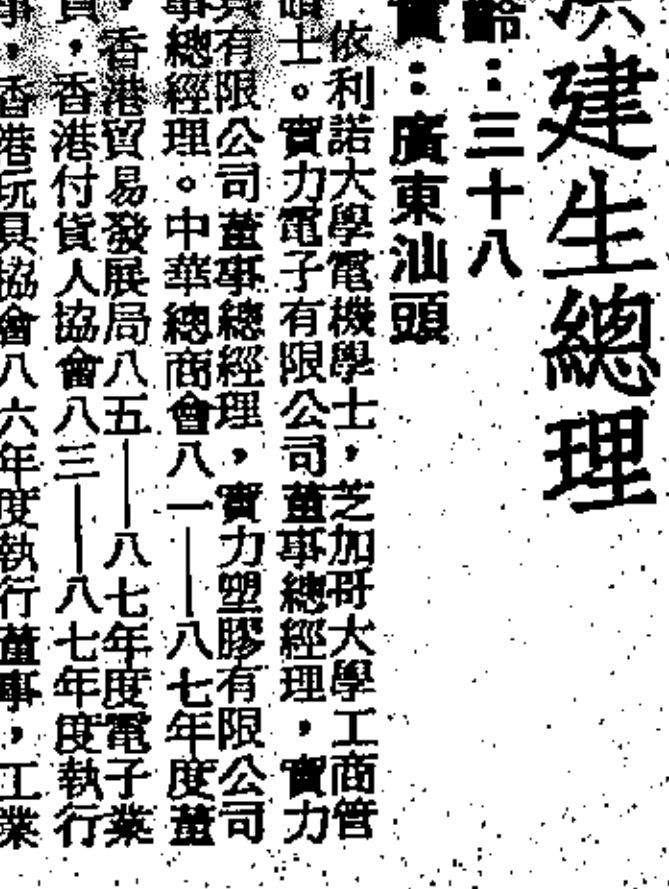 建生總理
齡：三十八
貫：廣東汕頭
依利諾大學電機學士，芝加哥大學工商管
碩士。實力電子有限公司董事總經理，實力
具有限公司董事總經理，實力塑膠有限公司
事總經理。中華總商會八一——八七年度董
，香港貿易發展局八五——八七年度電子業
員，香港付貨人協會八三——八七年度執行
事，香港玩具協會八六年度執行董事，工業